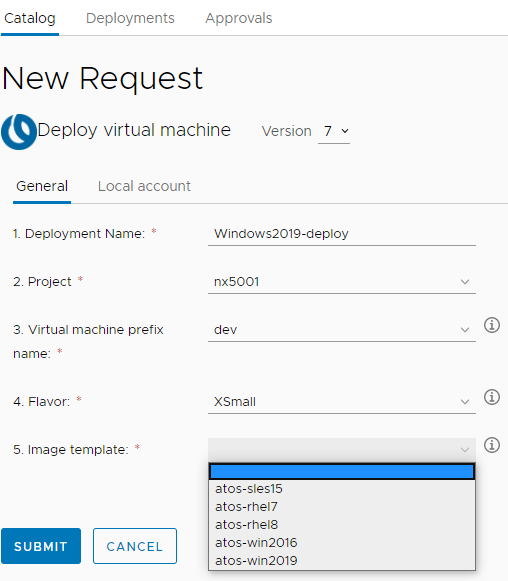 Catalog Deployments Approvals
New Request
Deploy virtual machine Version 7
General Local account
1. Deployment Name: * Windows2019-deploy
2. Project * nx5001
3. Virtual machine prefix name: * dev
4. Flavor: * XSmall
5. Image template: *
atos-sles15
atos-rhel7
atos-rhel8
atos-win2016
atos-win2019
SUBMIT CANCEL